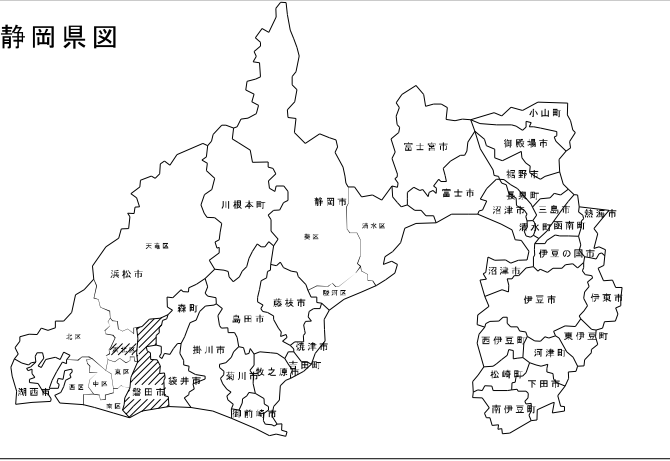 静岡県図
小山町
御殿場市
富士宮市
裾野市
富士市
長泉町
沼津市
三島市
熱海市
清水町
函南町
川根本町
静岡市
清水区
葵区
天竜区
伊豆の国市
浜松市
沼津市
駿河区
伊豆市
伊東市
藤枝市
森町
島田市
北区
掛川市
焼津市
西伊豆町
東伊豆町
河津町
吉田町
東区
菊川市
牧之原市
松崎町
下田市
西区
中区
袋井市
湖西市
磐田市
南区
御前崎市
南伊豆町